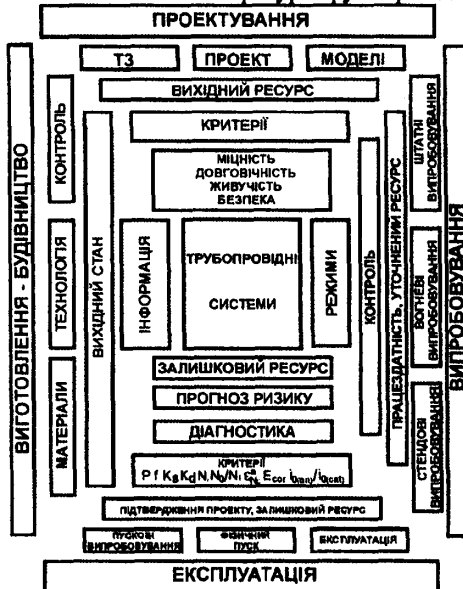 ПРОЕКТУВАННЯ
ТЗ ПРОЕКТ МОДЕЛІ
ВИХІДНИЙ РЕСУРС
КРИТЕРІЇ
МІЦНІСТЬ
ДОВГОВІЧНІСТЬ
ЖИВУЧІСТЬ
БЕЗПЕКА
ВИГОТОВЛЕННЯ - БУДІВНИЦТВО
КОНТРОЛЬ
ТЕХНОЛОГІЯ
МАТЕРІАЛИ
ВИХІДНИЙ СТАН
ІНФОРМАЦІЯ
ТРУБОПРОВІДНІ
СИСТЕМИ
РЕЖИМИ
КОНТРОЛЬ
ПРАЦЕЗДАТНІСТЬ, УТОЧНЕНИЙ РЕСУРС
ШТАТНІ
ВИПРОБОВУВАННЯ
ВОГНЕВІ
ВИПРОБОВУВАННЯ
СТЕНДОВІ
ВИПРОБОВУВАННЯ
ВИПРОБОВУВАННЯ
ЗАЛИШКОВИЙ РЕСУРС
ПРОГНОЗ РИЗИКУ
ДІАГНОСТИКА
КРИТЕРИЇ
P f
ПІДТВЕРДЖЕННЯ ПРОЕКТУ, ЗАЛИШКОВИЙ РЕСУРС
ПУСКОВІ
ВИПРОБОВУВАННЯ
ФІЗИЧНИЙ
ПУСК
ЕКСПЛУАТАЦІЯ
ЕКСПЛУАТАЦІЯ